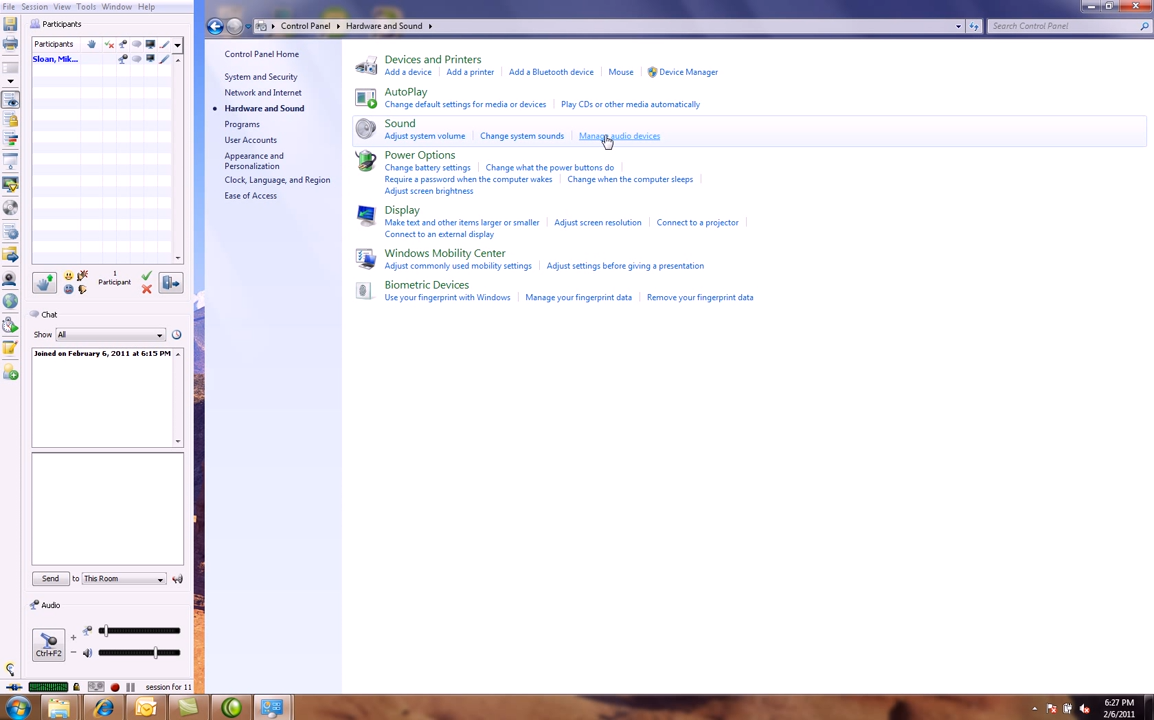 File Session View Tools Window Help
Participants
Participants
Sloan, Mik...
1
Participant
Chat
Show All
Joined on February 6, 2011 at 6:15 PM
Send to This Room
Audio
Ctrl+F2
+
−
session for 11
Control Panel Hardware and Sound
Search Control Panel
Control Panel Home
System and Security
Network and Internet
Hardware and Sound
Programs
User Accounts
Appearance and
Personalization
Clock, Language, and Region
Ease of Access
Devices and Printers
Add a device Add a printer Add a Bluetooth device Mouse Device Manager
AutoPlay
Change default settings for media or devices Play CDs or other media automatically
Sound
Adjust system volume Change system sounds Manage audio devices
Power Options
Change battery settings Change what the power buttons do
Require a password when the computer wakes Change when the computer sleeps
Adjust screen brightness
Display
Make text and other items larger or smaller Adjust screen resolution Connect to a projector
Connect to an external display
Windows Mobility Center
Adjust commonly used mobility settings Adjust settings before giving a presentation
Biometric Devices
Use your fingerprint with Windows Manage your fingerprint data Remove your fingerprint data
6:27 PM
2/6/2011